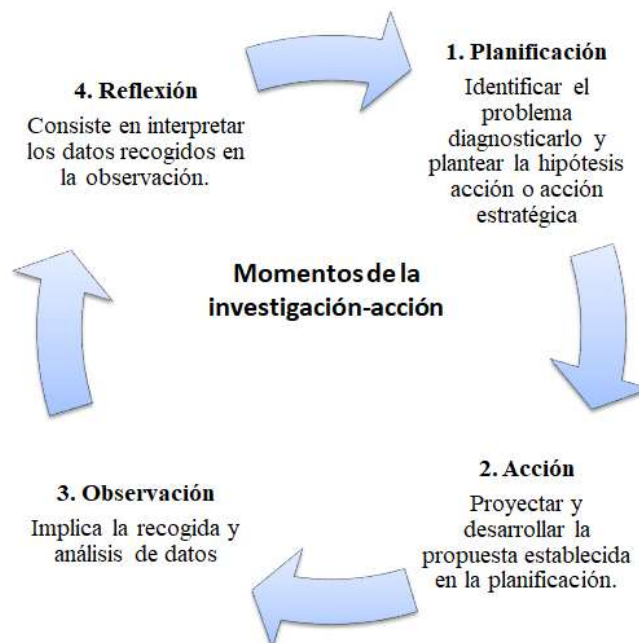 1. Planificación
Identificar el
problema
diagnosticarlo y
plantear la hipótesis
acción o acción
estratégica
2. Acción
Proyectar y
desarrollar la
propuesta establecida
en la planificación.
3. Observación
Implica la recogida y
análisis de datos
4. Reflexión
Consiste en interpretar
los datos recogidos en
la observación.
Momentos de la
investigación-acción